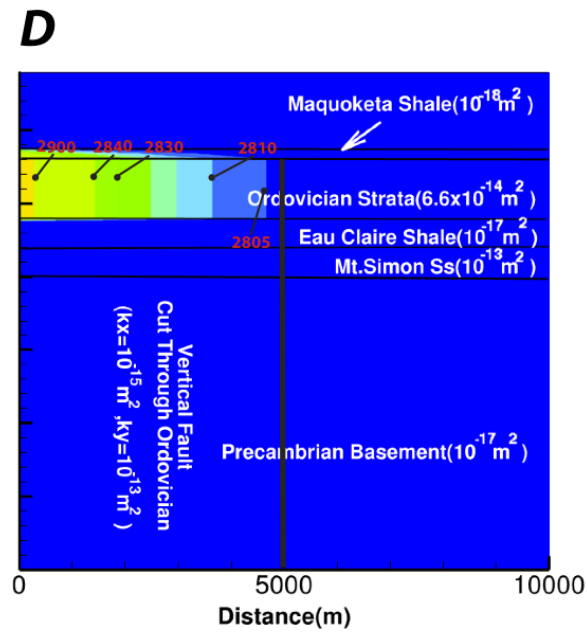 D
Maquoketa Shale(10⁻¹⁸m²)
2900 2840 2830 2810
Ordovician Strata(6.6x10⁻¹⁴m²)
2805
Eau Claire Shale(10⁻¹⁷m²)
Mt.Simon Ss(10⁻¹³m²)
Vertical Fault
Cut Through Ordovician
(kx=10⁻¹⁵m²,ky=10⁻¹³m²)
Precambrian Basement(10⁻¹⁷m²)
0 5000 10000
Distance(m)